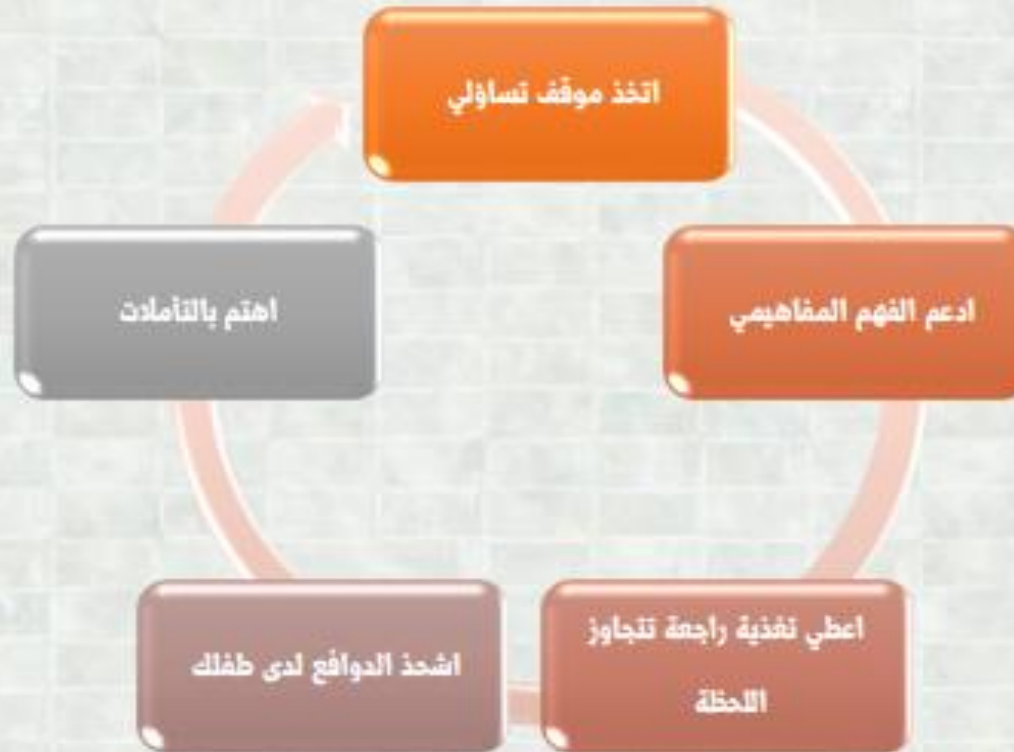 اتخذ موقف تساؤلي
ادعم الفهم المفاهيمي
اعطي تغذية راجعة تتجاوز
اللحظة
اشحذ الدوافع لدى طفلك
اهتم بالتأملات